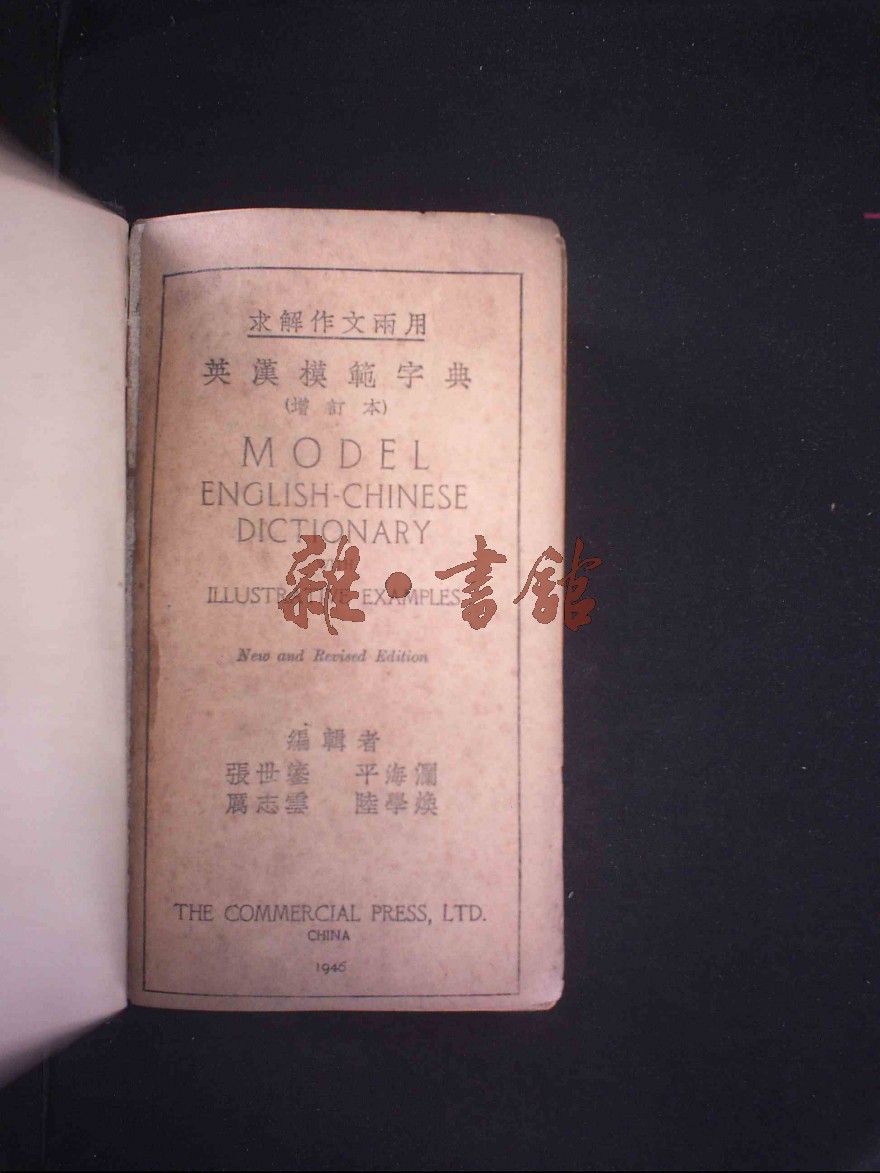 求解作文兩用
英漢模範字典
(增訂本)
MODEL
ENGLISH-CHINESE
DICTIONARY
雜·書館
ILLUSTRATIVE EXAMPLES
New and Revised Edition
編輯者
張世鎏 平海瀾
厲志雲 陸學煥
THE COMMERCIAL PRESS, LTD.
CHINA
1946